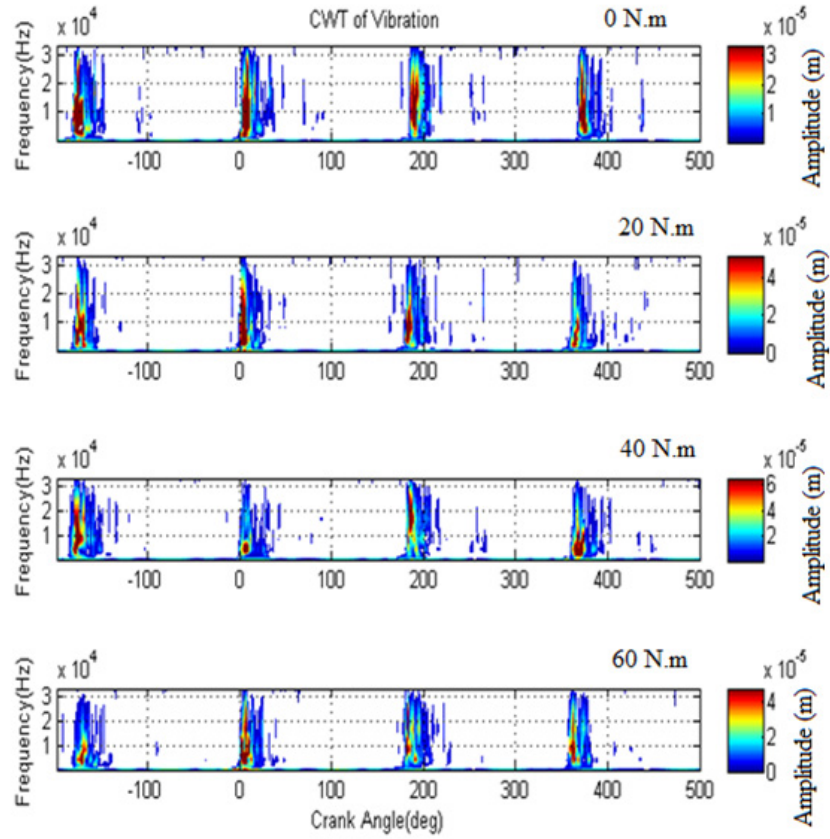 CWT of Vibration
0 N.m
x 10^4
x 10^-5
Frequency(Hz)
3
2
1
3
2
1
Amplitude (m)
-100 0 100 200 300 400 500
20 N.m
x 10^4
x 10^-5
Frequency(Hz)
3
2
1
4
2
0
Amplitude (m)
-100 0 100 200 300 400 500
40 N.m
x 10^4
x 10^-5
Frequency(Hz)
3
2
1
6
4
2
Amplitude (m)
-100 0 100 200 300 400 500
60 N.m
x 10^4
x 10^-5
Frequency(Hz)
3
2
1
4
2
0
Amplitude (m)
-100 0 100 200 300 400 500
Crank Angle(deg)